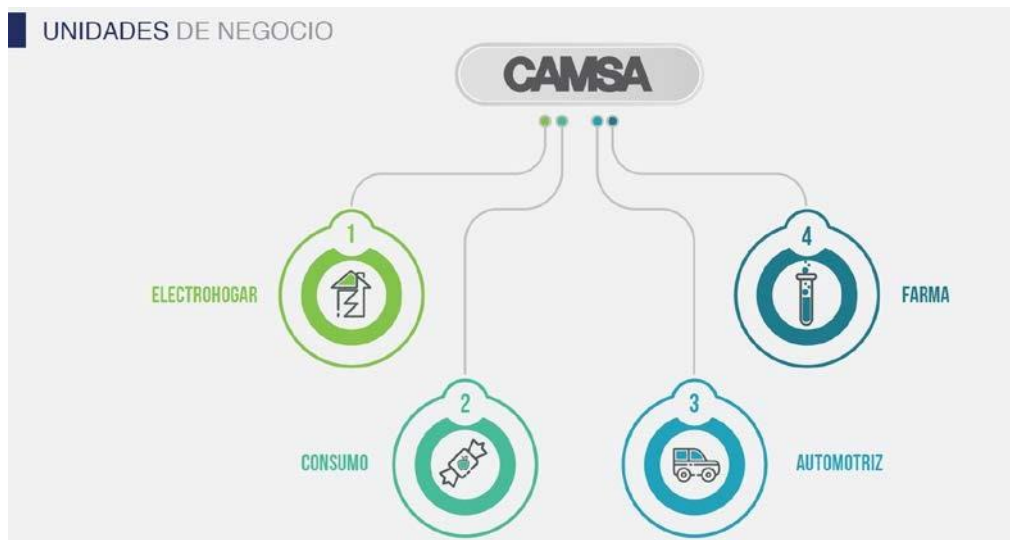 UNIDADES DE NEGOCIO
CAMSA
1
ELECTROHOGAR
2
CONSUMO
3
AUTOMOTRIZ
4
FARMA